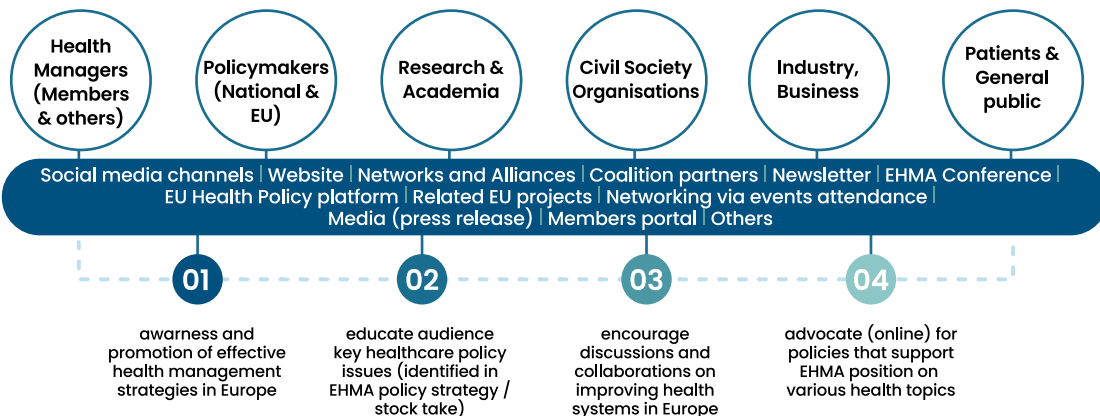 Health
Managers
(Members
& others)
Policymakers
(National &
EU)
Research &
Academia
Civil Society
Organisations
Industry,
Business
Patients &
General
public
Social media channels | Website | Networks and Alliances | Coalition partners | Newsletter | EHMA Conference |
EU Health Policy platform | Related EU projects | Networking via events attendance |
Media (press release) | Members portal | Others
01
02
03
04
awarness and
promotion of effective
health management
strategies in Europe
educate audience
key healthcare policy
issues (identified in
EHMA policy strategy /
stock take)
encourage
discussions and
collaborations on
improving health
systems in Europe
advocate (online) for
policies that support
EHMA position on
various health topics